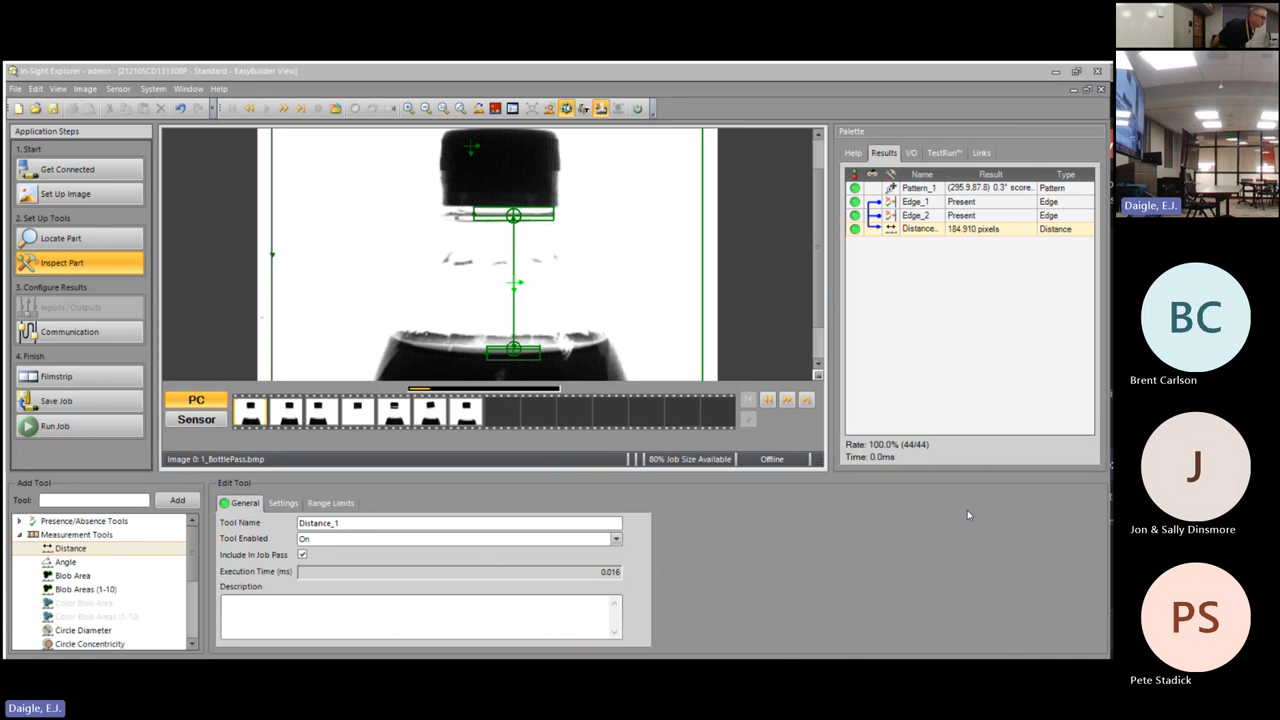 In-Sight Explorer - admin - [212105CD13130BP - Standard - EasyBuilder View]
File Edit View Image Sensor System Window Help
Application Steps
1. Start
Get Connected
Set Up Image
2. Set Up Tools
Locate Part
Inspect Part
3. Configure Results
Inputs/Outputs
Communication
4. Finish
Filmstrip
Save Job
Run Job
PC
Sensor
Image 0: 1_BottlePass.bmp
80% Job Size Available
Offline
Palette
Help Results I/O TestRun™ Links
Name Result Type
Pattern_1 (295.9,87.8) 0.3° score... Pattern
Edge_1 Present Edge
Edge_2 Present Edge
Distance... 184.910 pixels Distance
Rate: 100.0% (44/44)
Time: 0.0ms
Add Tool
Tool:
Add
Presence/Absence Tools
Measurement Tools
Distance
Angle
Blob Area
Blob Areas (1-10)
Color Blob Area
Color Blob Areas (1-10)
Circle Diameter
Circle Concentricity
Edit Tool
General Settings Range Limits
Tool Name Distance_1
Tool Enabled On
Include In Job Pass
Execution Time (ms) 0.016
Description
Daigle, E.J.
BC
Brent Carlson
J
Jon & Sally Dinsmore
PS
Pete Stadick
Daigle, E.J.